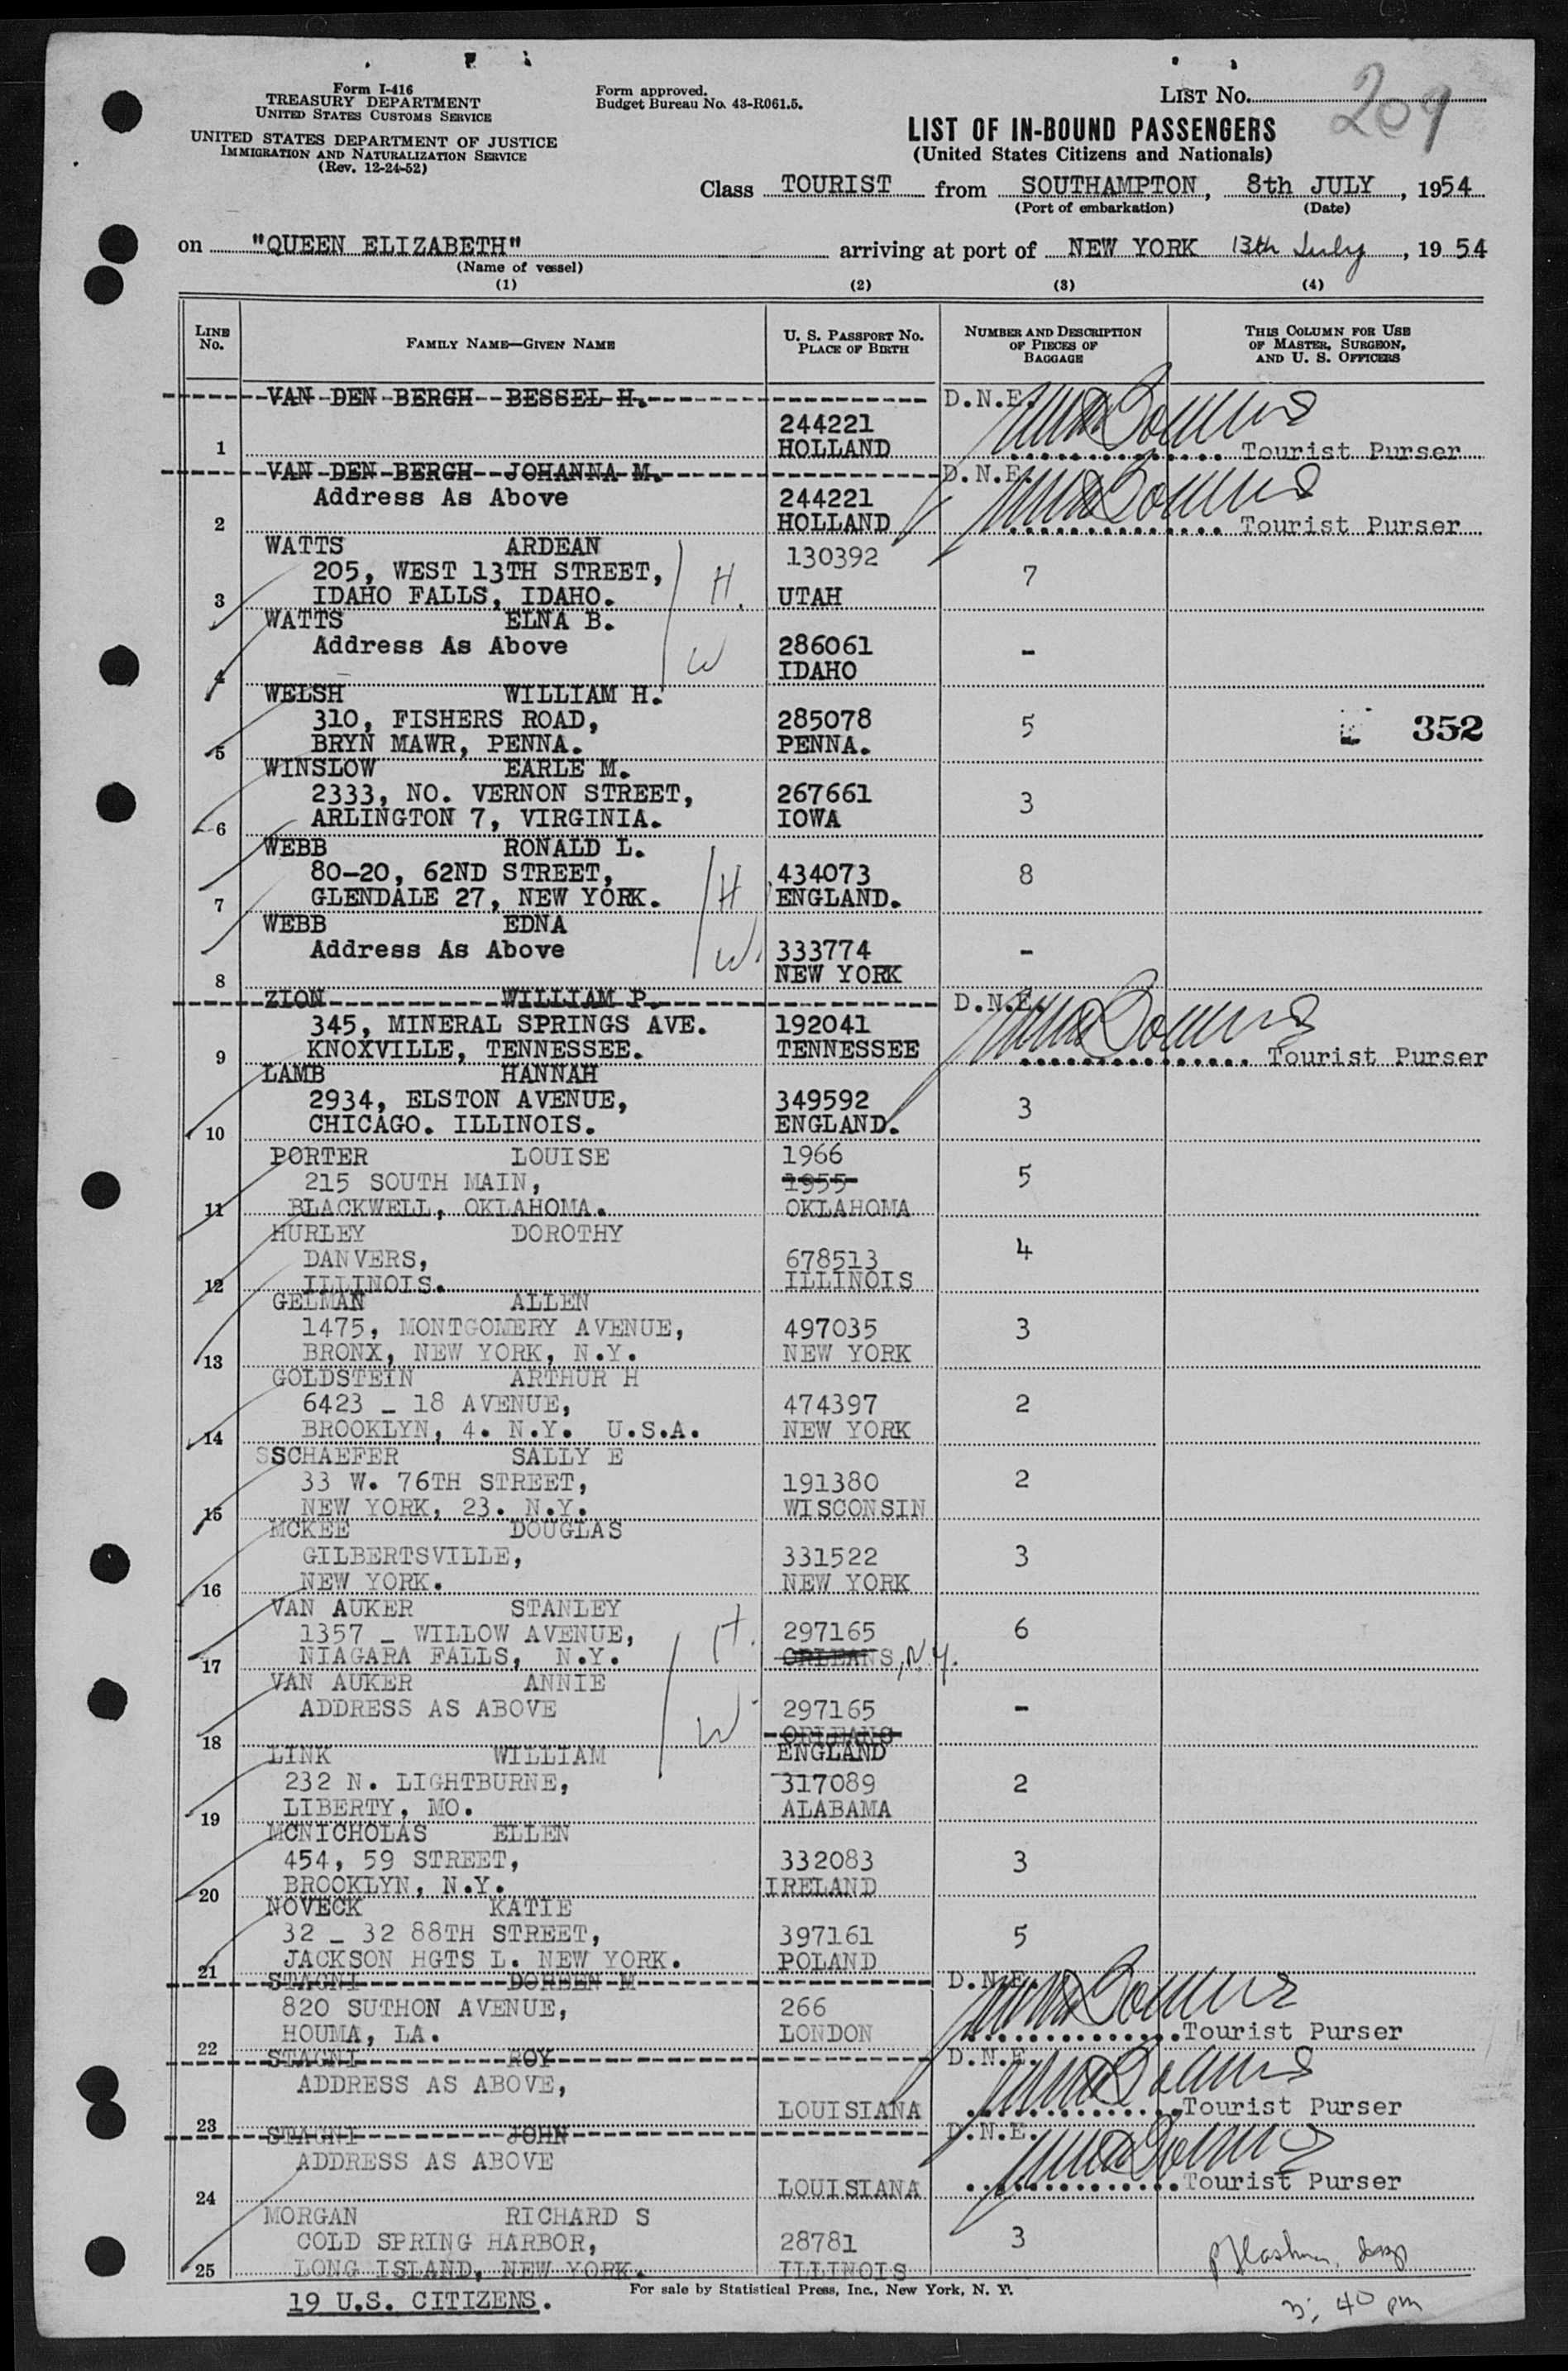 Form I-416
TREASURY DEPARTMENT
UNITED STATES CUSTOMS SERVICE
UNITED STATES DEPARTMENT OF JUSTICE
IMMIGRATION AND NATURALIZATION SERVICE
(Rev. 12-24-52)
Form approved.
Budget Bureau No. 43-R061.5.
LIST No. 209
LIST OF IN-BOUND PASSENGERS
(United States Citizens and Nationals)
Class TOURIST from SOUTHAMPTON, 8th JULY, 1954
(Port of embarkation) (Date)
on "QUEEN ELIZABETH" arriving at port of NEW YORK 13th July, 1954
(Name of vessel)
(1) (2) (3) (4)
LINE No. FAMILY NAME—GIVEN NAME U. S. PASSPORT No. PLACE OF BIRTH NUMBER AND DESCRIPTION OF PIECES OF BAGGAGE THIS COLUMN FOR USE OF MASTER, SURGEON, AND U. S. OFFICERS
VAN DEN BERGH BESSEL H. D.N.E.
244221
1 HOLLAND Tourist Purser
VAN DEN BERGH JOHANNA M. D.N.E.
Address As Above 244221
2 HOLLAND Tourist Purser
WATTS ARDEAN 130392
205, WEST 13TH STREET, H. 7
3 IDAHO FALLS, IDAHO. UTAH
WATTS ELNA B.
Address As Above W 286061 -
4 IDAHO
WELSH WILLIAM H.
310, FISHERS ROAD, 285078 5 352
5 BRYN MAWR, PENNA. PENNA.
WINSLOW EARLE M.
2333, NO. VERNON STREET, 267661 3
6 ARLINGTON 7, VIRGINIA. IOWA
WEBB RONALD L.
80-20, 62ND STREET, H 434073 8
7 GLENDALE 27, NEW YORK. ENGLAND.
WEBB EDNA
Address As Above W. 333774 -
8 NEW YORK
ZION WILLIAM P. D.N.E.
345, MINERAL SPRINGS AVE. 192041
9 KNOXVILLE, TENNESSEE. TENNESSEE Tourist Purser
LAMB HANNAH
2934, ELSTON AVENUE, 349592 3
10 CHICAGO. ILLINOIS. ENGLAND.
PORTER LOUISE 1966
215 SOUTH MAIN, 1955 5
11 BLACKWELL, OKLAHOMA. OKLAHOMA
HURLEY DOROTHY
DANVERS, 678513 4
12 ILLINOIS. ILLINOIS
GELMAN ALLEN
1475, MONTGOMERY AVENUE, 497035 3
13 BRONX, NEW YORK, N.Y. NEW YORK
GOLDSTEIN ARTHUR H
6423 - 18 AVENUE, 474397 2
14 BROOKLYN, 4. N.Y. U.S.A. NEW YORK
SSCHAEFER SALLY E
33 W. 76TH STREET, 191380 2
15 NEW YORK, 23. N.Y. WISCONSIN
MCKEE DOUGLAS
GILBERTSVILLE, 331522 3
16 NEW YORK. NEW YORK
VAN AUKER STANLEY
1357 - WILLOW AVENUE, H. 297165 6
17 NIAGARA FALLS, N.Y. ORLEANS, N.Y.
VAN AUKER ANNIE
ADDRESS AS ABOVE W 297165 -
18 ORLEANS
ENGLAND
LINK WILLIAM
232 N. LIGHTBURNE, 317089 2
19 LIBERTY, MO. ALABAMA
MCNICHOLAS ELLEN
454, 59 STREET, 332083 3
20 BROOKLYN, N.Y. IRELAND
NOVECK KATIE
32 - 32 88TH STREET, 397161 5
21 JACKSON HGTS L. NEW YORK. POLAND
STAGNI DOREEN M D.N.E.
820 SUTHON AVENUE, 266
22 HOUMA, LA. LONDON Tourist Purser
STAGNI ROY D.N.E.
ADDRESS AS ABOVE,
23 LOUISIANA Tourist Purser
STAGNI JOHN D.N.E.
ADDRESS AS ABOVE
24 LOUISIANA Tourist Purser
MORGAN RICHARD S
COLD SPRING HARBOR, 28781 3
25 LONG ISLAND, NEW YORK. ILLINOIS
For sale by Statistical Press, Inc., New York, N. Y.
19 U.S. CITIZENS.
3:40 pm